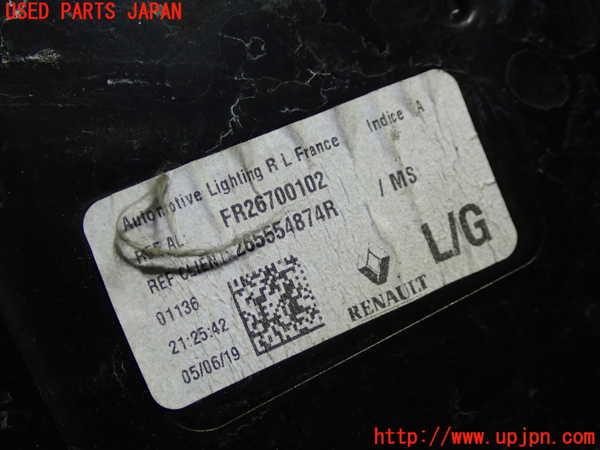 USED PARTS JAPAN
Automotive Lighting R L France Indice A
REF AL: FR26700102 / MS
REF CLIENT: 265554874R
L/G
01136
21:25:42
05/06/19
RENAULT
http://www.upjpn.com/